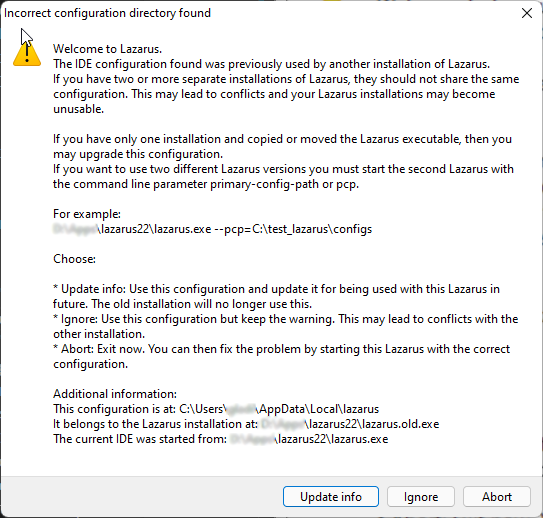 Incorrect configuration directory found
Welcome to Lazarus.
The IDE configuration found was previously used by another installation of Lazarus.
If you have two or more separate installations of Lazarus, they should not share the same
configuration. This may lead to conflicts and your Lazarus installations may become
unusable.
If you have only one installation and copied or moved the Lazarus executable, then you
may upgrade this configuration.
If you want to use two different Lazarus versions you must start the second Lazarus with
the command line parameter primary-config-path or pcp.
For example:
\lazarus22\lazarus.exe --pcp=C:\test_lazarus\configs
Choose:
* Update info: Use this configuration and update it for being used with this Lazarus in
future. The old installation will no longer use this.
* Ignore: Use this configuration but keep the warning. This may lead to conflicts with the
other installation.
* Abort: Exit now. You can then fix the problem by starting this Lazarus with the correct
configuration.
Additional information:
This configuration is at: C:\Users\ \AppData\Local\lazarus
It belongs to the Lazarus installation at: \lazarus22\lazarus.old.exe
The current IDE was started from: \lazarus22\lazarus.exe
Update info
Ignore
Abort